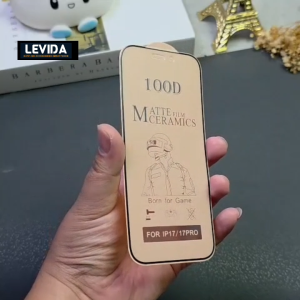 LEVIDA
100D
MATTE FILM
CERAMICS
Born for Game
FOR IP17/17PRO